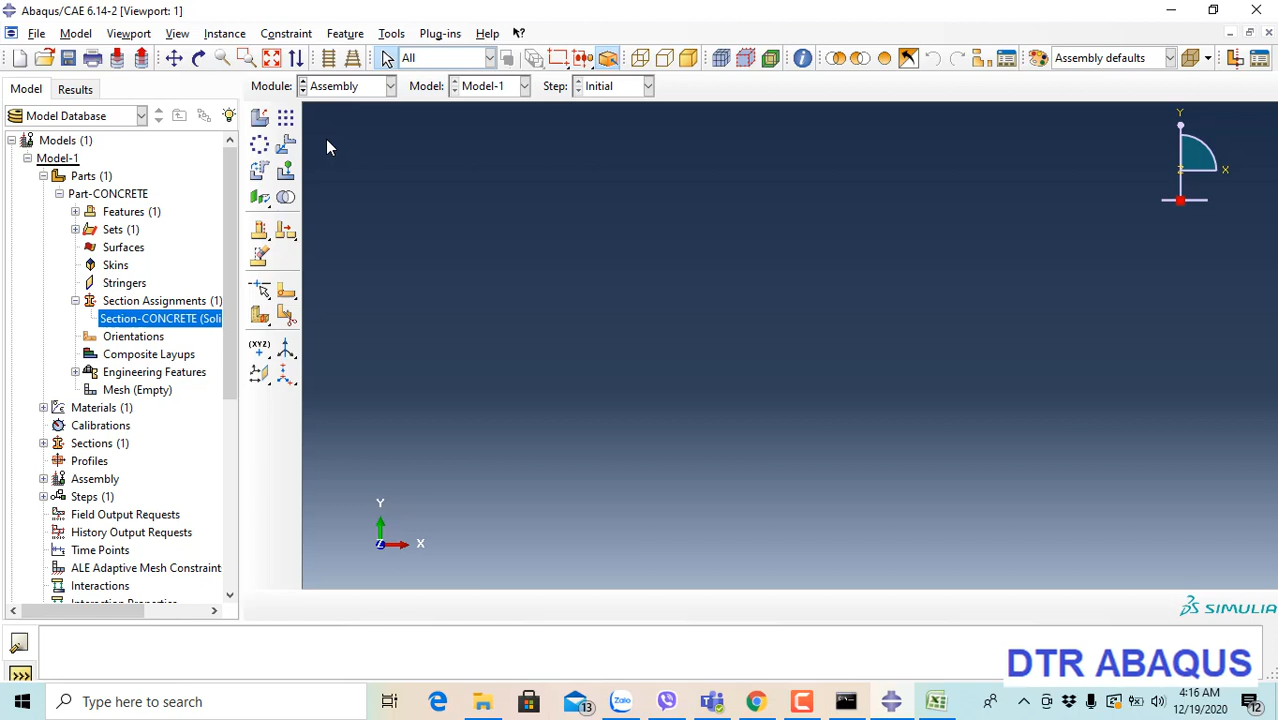 Abaqus/CAE 6.14-2 [Viewport: 1]
File Model Viewport View Instance Constraint Feature Tools Plug-ins Help ?
All Assembly defaults
Model Results Module: Assembly Model: Model-1 Step: Initial
Model Database
Models (1)
Model-1
Parts (1)
Part-CONCRETE
Features (1)
Sets (1)
Surfaces
Skins
Stringers
Section Assignments (1)
Section-CONCRETE (Soli
Orientations
Composite Layups
Engineering Features
Mesh (Empty)
Materials (1)
Calibrations
Sections (1)
Profiles
Assembly
Steps (1)
Field Output Requests
History Output Requests
Time Points
ALE Adaptive Mesh Constraint
Interactions
Interaction Properties
(XYZ)
Y
X
Z
Y
X
Z
SIMULIA
>>>
DTR ABAQUS
Type here to search
13
Zalo
4:16 AM
12/19/2020
12